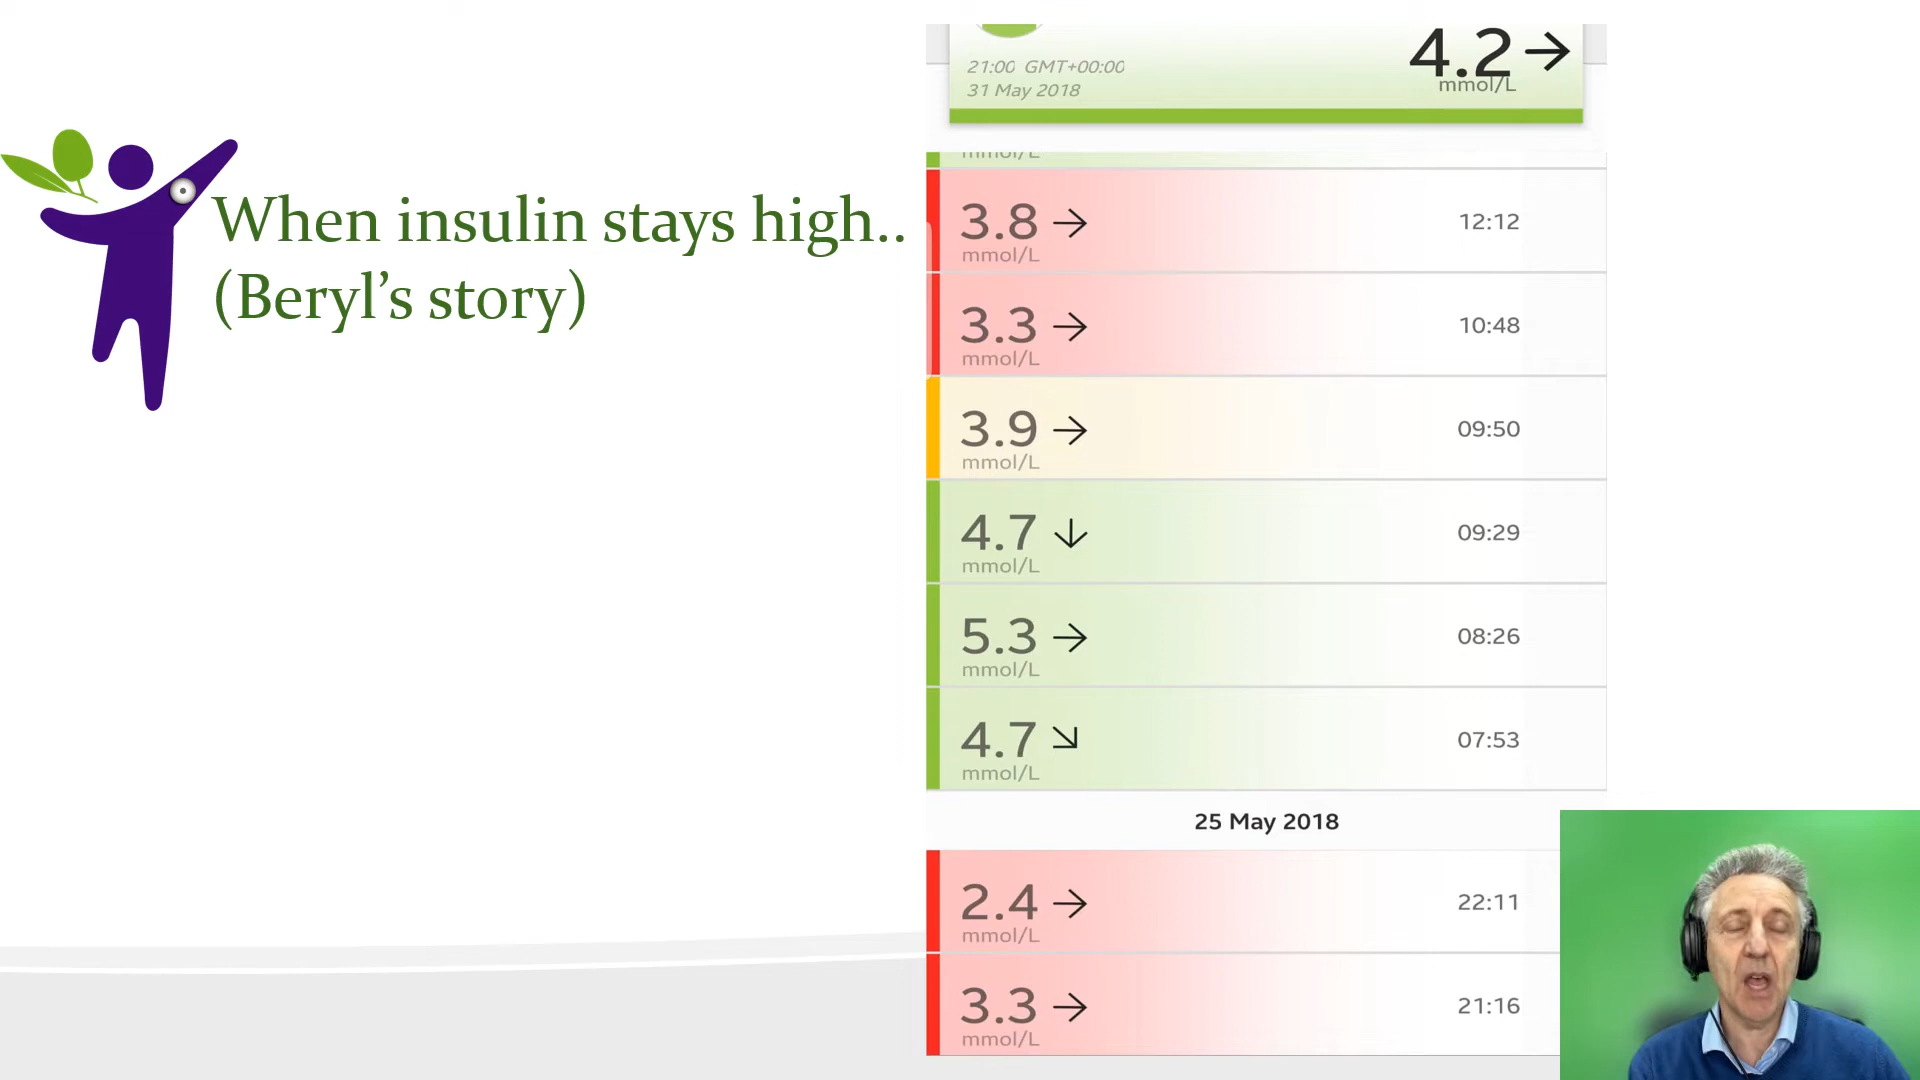 When insulin stays high..
(Beryl’s story)
4.2 →
mmol/L
21:00 GMT+00:00
31 May 2018
mmol/L
3.8 → 12:12
mmol/L
3.3 → 10:48
mmol/L
3.9 → 09:50
mmol/L
4.7 ↓ 09:29
mmol/L
5.3 → 08:26
mmol/L
4.7 ↘ 07:53
mmol/L
25 May 2018
2.4 → 22:11
mmol/L
3.3 → 21:16
mmol/L